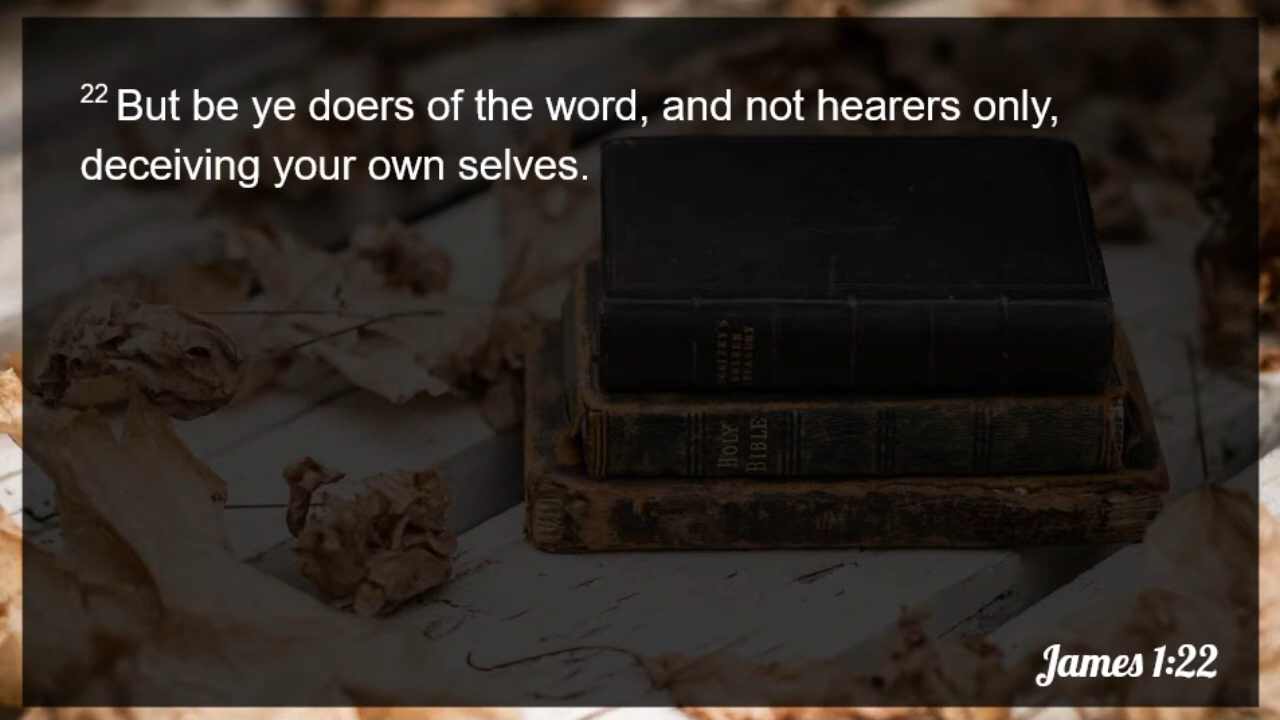 22 But be ye doers of the word, and not hearers only,
deceiving your own selves.
HOLY
BIBLE
James 1:22